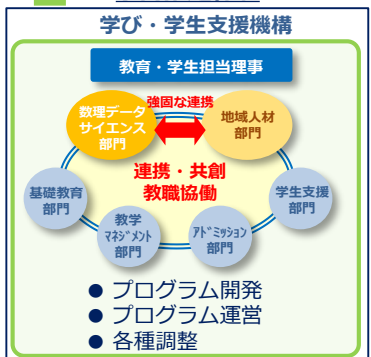 学び・学生支援機構
教育・学生担当理事
強固な連携
数理データ
サイエンス
部門
地域人材
部門
連携・共創
教職協働
基礎教育
部門
学生支援
部門
教学
ﾏﾈｼﾞﾒﾝﾄ
部門
ｱﾄﾞﾐｯｼｮﾝ
部門
● プログラム開発
● プログラム運営
● 各種調整